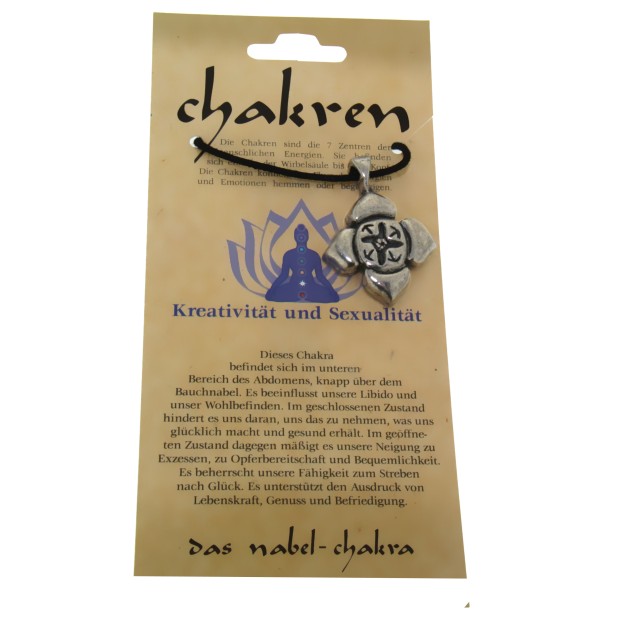 chakren
Die Chakren sind die 7 Zentren der
menschlichen Energien. Sie befinden
sich Wirbelsäule bis Kopf
Die Chakren
und Emotionen hemmen oder
Kreativität und Sexualität
Dieses Chakra
befindet sich im unteren
Bereich des Abdomens, knapp über dem
Bauchnabel. Es beeinflusst unsere Libido und
unser Wohlbefinden. Im geschlossenen Zustand
hindert es uns daran, uns das zu nehmen, was uns
glücklich macht und gesund erhält. Im geöffne-
ten Zustand dagegen mäßigt es unsere Neigung zu
Exzessen, zu Opferbereitschaft und Bequemlichkeit.
Es beherrscht unsere Fähigkeit zum Streben
nach Glück. Es unterstützt den Ausdruck von
Lebenskraft, Genuss und Befriedigung.
das nabel-chakra